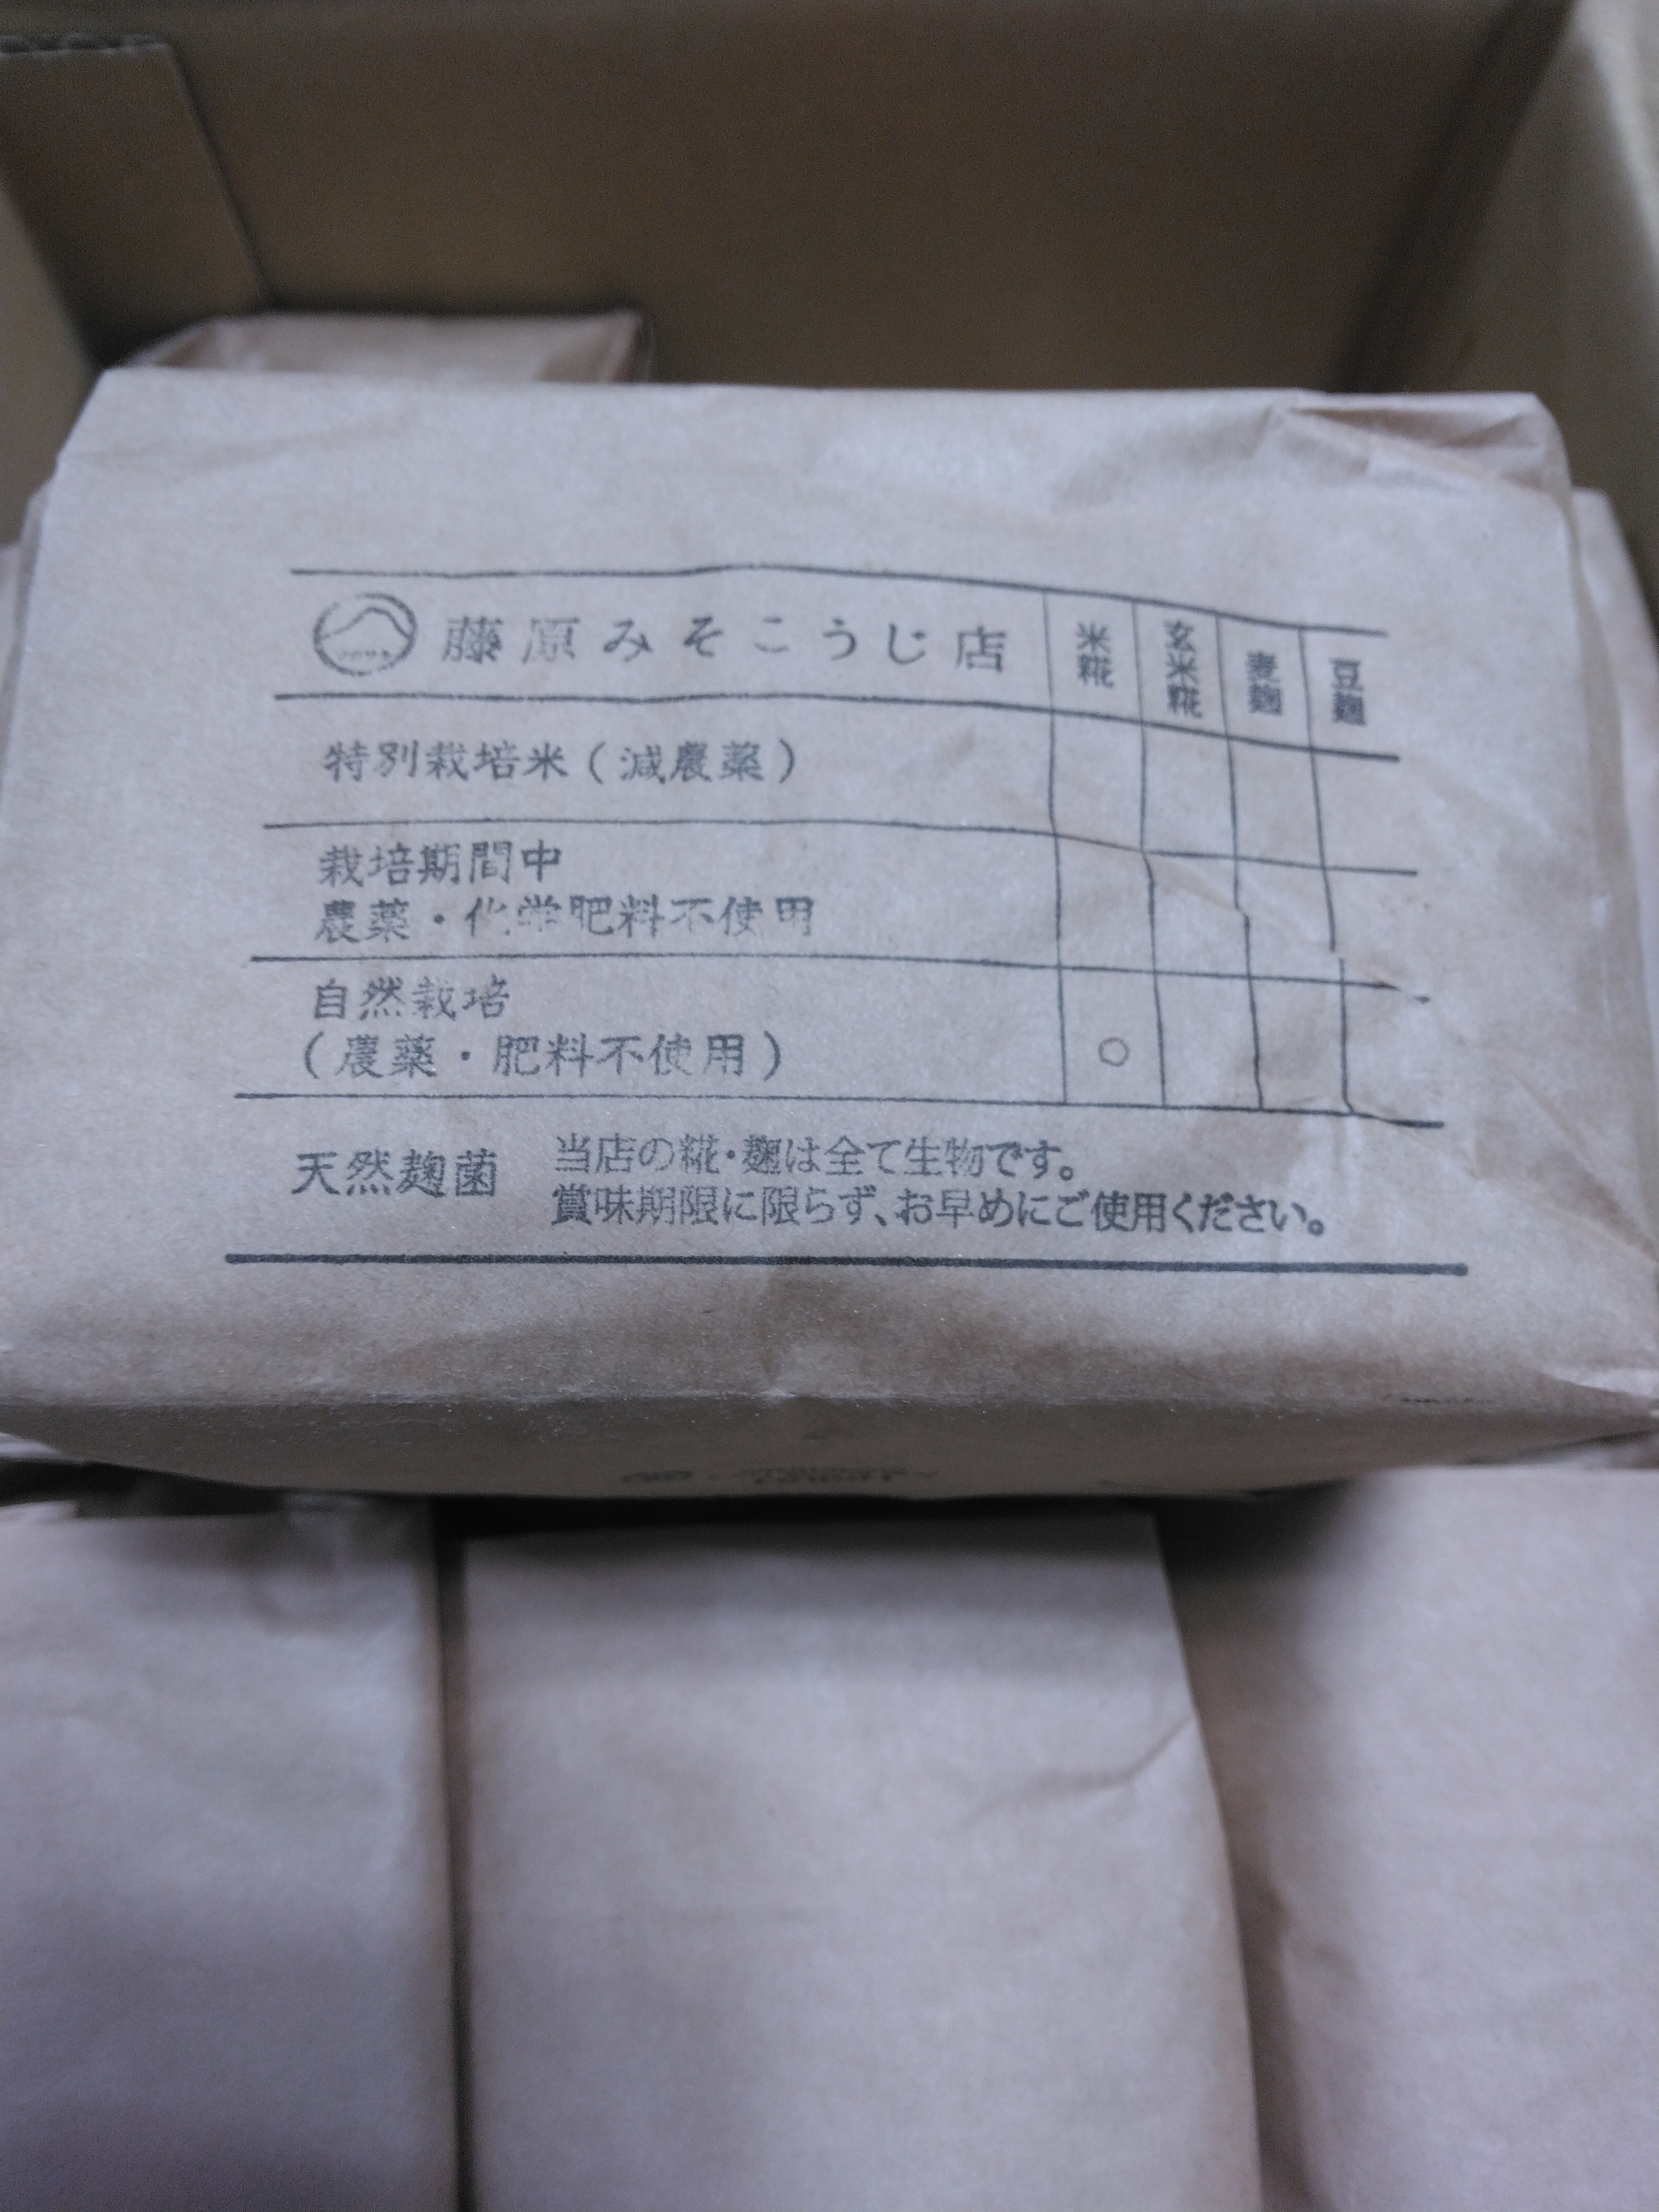 藤原みそこうじ店
米糀
玄米糀
麦麹
豆麹
特別栽培米(減農薬)
栽培期間中
農薬・化学肥料不使用
自然栽培
(農薬・肥料不使用)
○
天然麹菌
当店の糀・麹は全て生物です。
賞味期限に限らず、お早めにご使用ください。